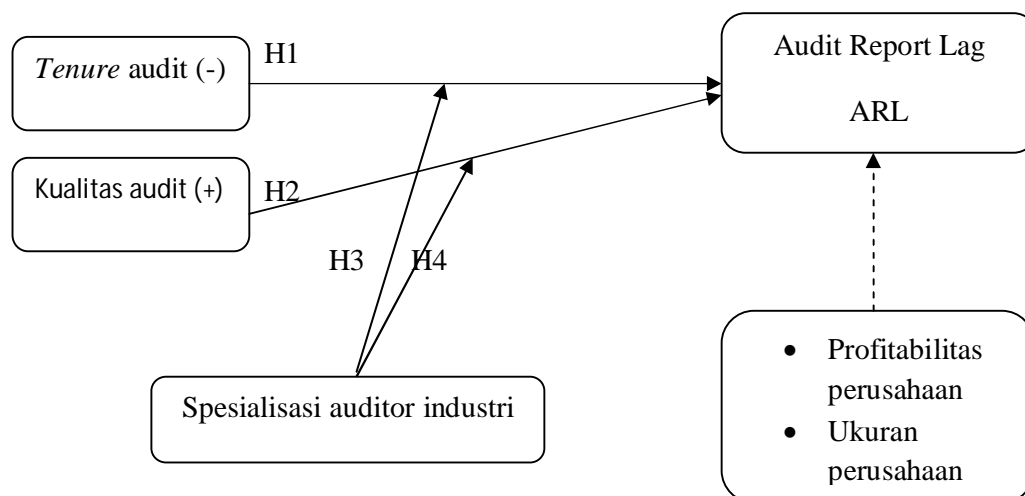 Tenure audit (-)
H1
Audit Report Lag
ARL
Kualitas audit (+)
H2
H3
H4
Spesialisasi auditor industri
• Profitabilitas
perusahaan
• Ukuran
perusahaan